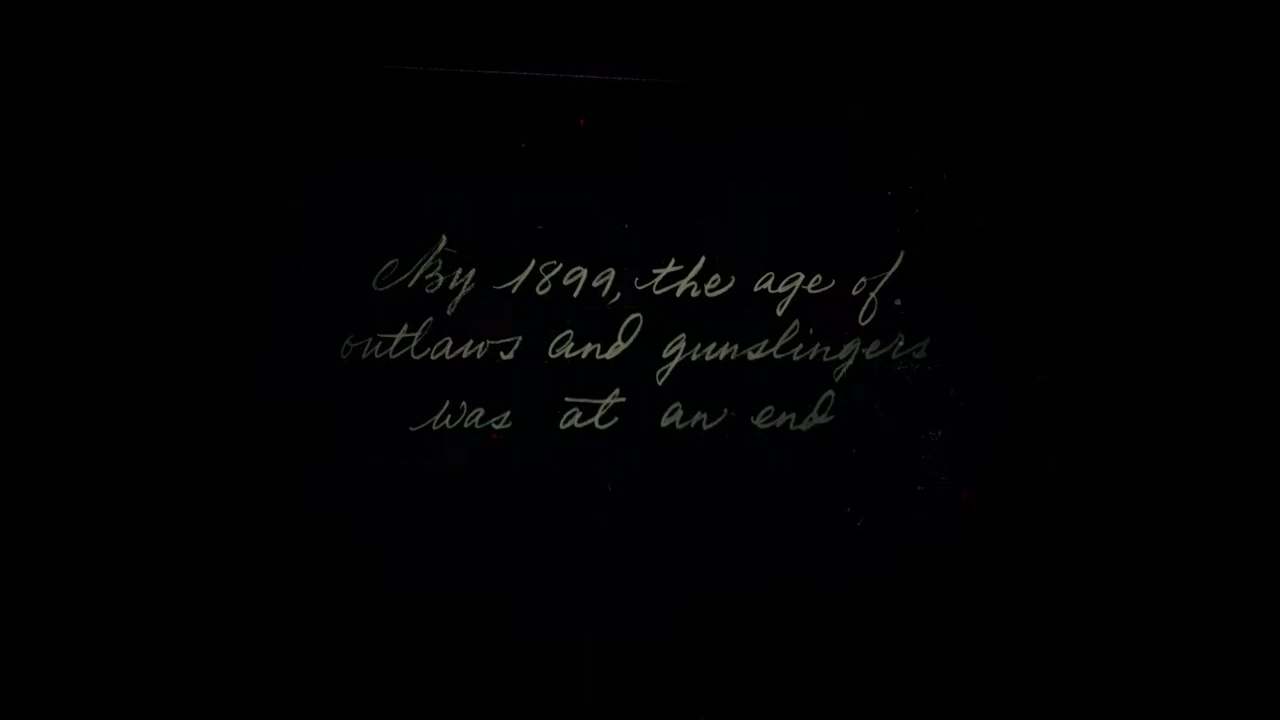 By 1899, the age of
outlaws and gunslingers
was at an end